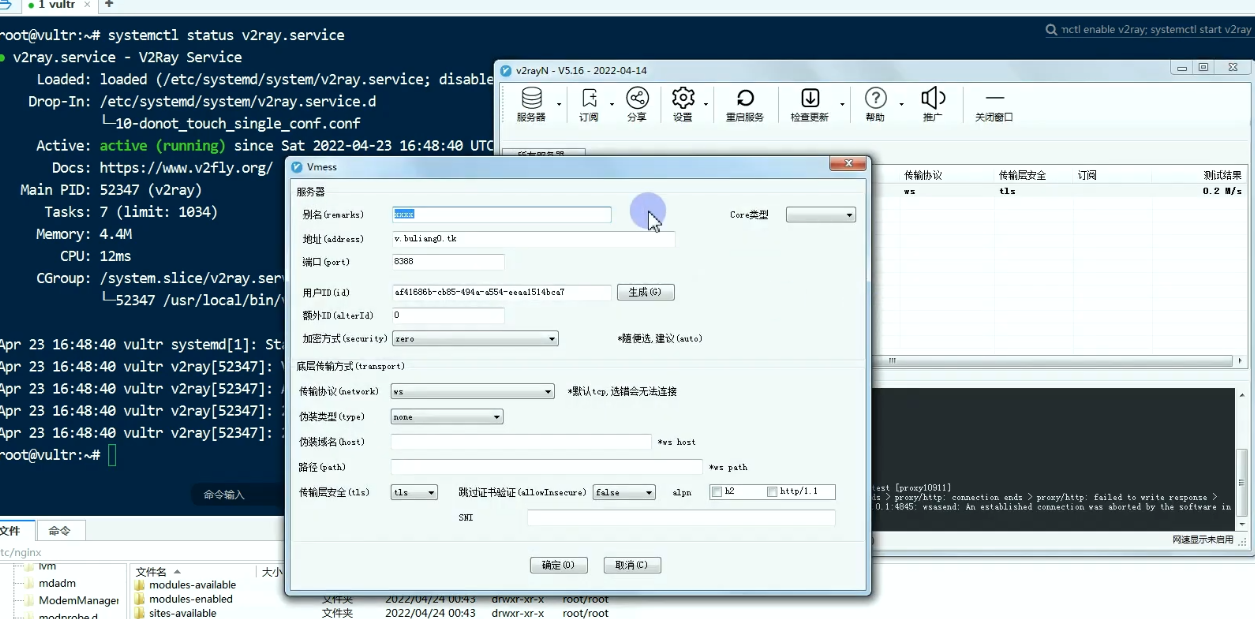 1 vultr × +
root@vultr:~# systemctl status v2ray.service
● v2ray.service - V2Ray Service
Loaded: loaded (/etc/systemd/system/v2ray.service; disable
Drop-In: /etc/systemd/system/v2ray.service.d
└─10-donot_touch_single_conf.conf
Active: active (running) since Sat 2022-04-23 16:48:40 UTC
Docs: https://www.v2fly.org/
Main PID: 52347 (v2ray)
Tasks: 7 (limit: 1034)
Memory: 4.4M
CPU: 12ms
CGroup: /system.slice/v2ray.ser
└─52347 /usr/local/bin/
Apr 23 16:48:40 vultr systemd[1]: Sta
Apr 23 16:48:40 vultr v2ray[52347]:
Apr 23 16:48:40 vultr v2ray[52347]:
Apr 23 16:48:40 vultr v2ray[52347]:
Apr 23 16:48:40 vultr v2ray[52347]:
root@vultr:~#
命令输入
nctl enable v2ray; systemctl start v2ray
v2rayN - V5.16 - 2022-04-14
服务器 订阅 分享 设置 重启服务 检查更新 帮助 推广 关闭窗口
传输协议 传输层安全 订阅 测试结果
ws tls 0.2 M/s
Vmess
服务器
别名(remarks) xxxx Core类型
地址(address) v.buliang0.tk
端口(port) 8388
用户ID(id) af41686b-cb85-494a-a554-eeaa1514bca7 生成(G)
额外ID(alterId) 0
加密方式(security) zero *随便选,建议(auto)
底层传输方式(transport)
传输协议(network) ws *默认tcp,选错会无法连接
伪装类型(type) none
伪装域名(host) *ws host
路径(path) *ws path
传输层安全(tls) tls 跳过证书验证(allowInsecure) false alpn h2 http/1.1
SNI
确定(O) 取消(C)
test [proxy10911]
ds > proxy/http: connection ends > proxy/http: failed to write response >
.0.1:4845: wsasend: An established connection was aborted by the software in
网速显示未启用
文件 命令
tc/nginx
lvm
mdadm
ModemManager
modprobe.d
文件名 大小
modules-available
modules-enabled 文件夹 2022/04/24 00:43 drwxr-xr-x root/root
sites-available 文件夹 2022/04/24 00:43 drwxr-xr-x root/root